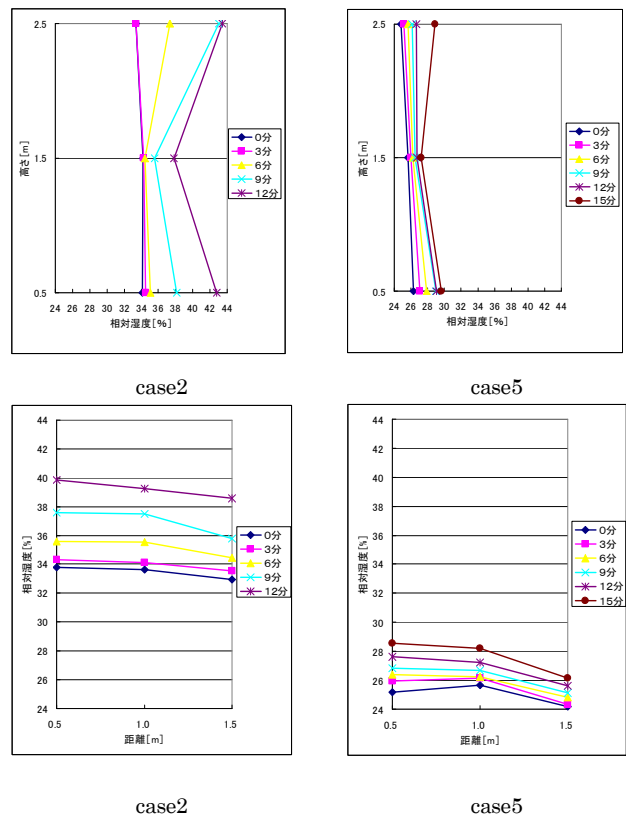 2.5
1.5
0.5
高さ[m]
24 26 28 30 32 34 36 38 40 42 44
相対湿度[%]
0分
3分
6分
9分
12分
case2
2.5
1.5
0.5
高さ[m]
24 26 28 30 32 34 36 38 40 42 44
相対湿度[%]
0分
3分
6分
9分
12分
15分
case5
44
42
40
38
36
34
32
30
28
26
24
相対湿度[%]
0.5 1.0 1.5
距離[m]
0分
3分
6分
9分
12分
case2
44
42
40
38
36
34
32
30
28
26
24
相対湿度[%]
0.5 1.0 1.5
距離[m]
0分
3分
6分
9分
12分
15分
case5